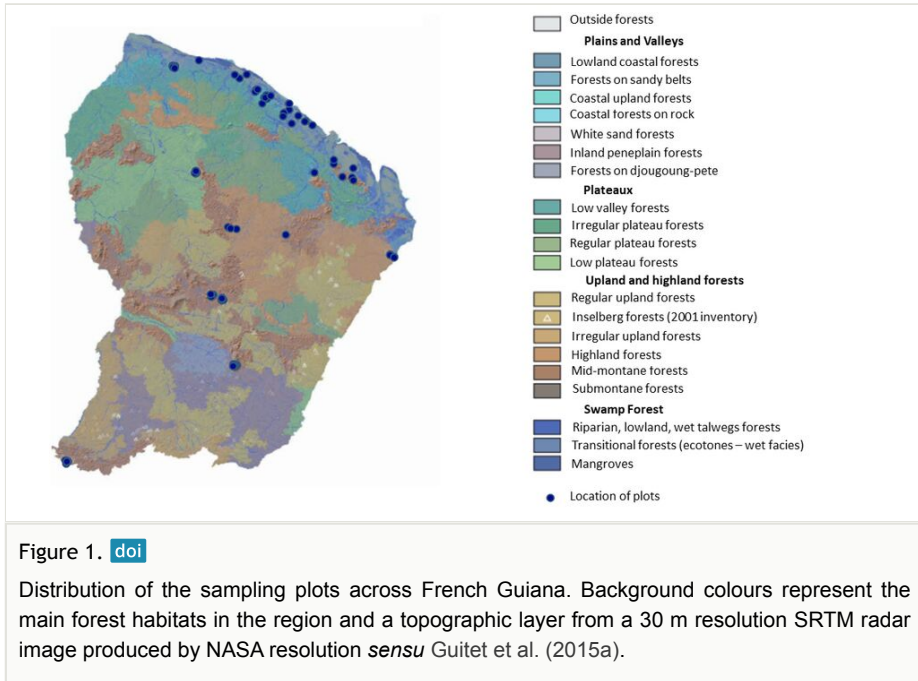 Outside forests
Plains and Valleys
Lowland coastal forests
Forests on sandy belts
Coastal upland forests
Coastal forests on rock
White sand forests
Inland peneplain forests
Forests on djougoung-pete
Plateaux
Low valley forests
Irregular plateau forests
Regular plateau forests
Low plateau forests
Upland and highland forests
Regular upland forests
Inselberg forests (2001 inventory)
Irregular upland forests
Highland forests
Mid-montane forests
Submontane forests
Swamp Forest
Riparian, lowland, wet talwegs forests
Transitional forests (ecotones – wet facies)
Mangroves
Location of plots
Figure 1. doi
Distribution of the sampling plots across French Guiana. Background colours represent the
main forest habitats in the region and a topographic layer from a 30 m resolution SRTM radar
image produced by NASA resolution sensu Guitet et al. (2015a).